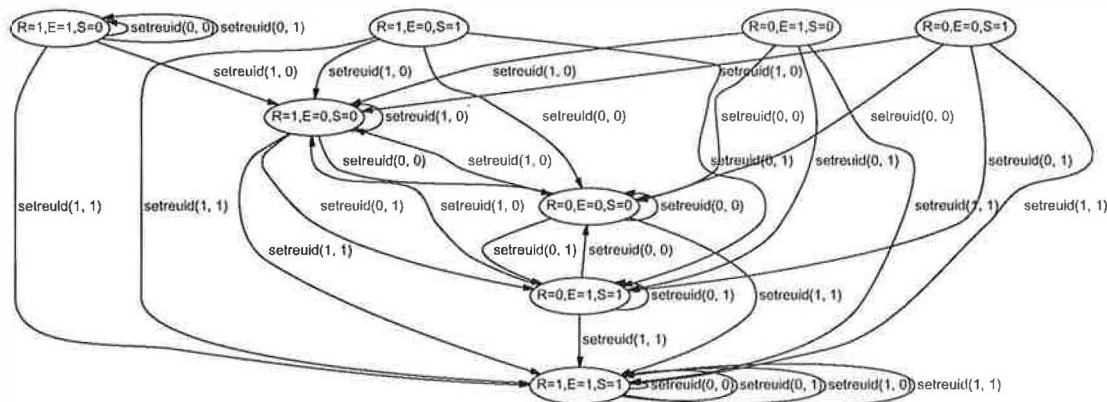 R=1,E=1,S=0 setreuid(0, 0) setreuid(0, 1) R=1,E=0,S=1 R=0,E=1,S=0 R=0,E=0,S=1
setreuid(1, 0) setreuid(1, 0) setreuid(1, 0) setreuid(1, 0)
R=1,E=0,S=0 setreuid(1, 0) setreuid(0, 0) setreuid(0, 0) setreuid(0, 0)
setreuid(0, 0) setreuid(1, 0) setreuid(0, 1) setreuid(0, 1)
setreuid(1, 1) setreuid(1, 1) setreuid(0, 1) setreuid(1, 0) R=0,E=0,S=0 setreuid(0, 0) setreuid(1, 1) setreuid(1, 1)
setreuid(1, 1) setreuid(0, 1) setreuid(0, 0)
R=0,E=1,S=1 setreuid(0, 1) setreuid(1, 1)
setreuid(1, 1)
R=1,E=1,S=1 setreuid(0, 0) setreuid(0, 1) setreuid(1, 0) setreuid(1, 1)